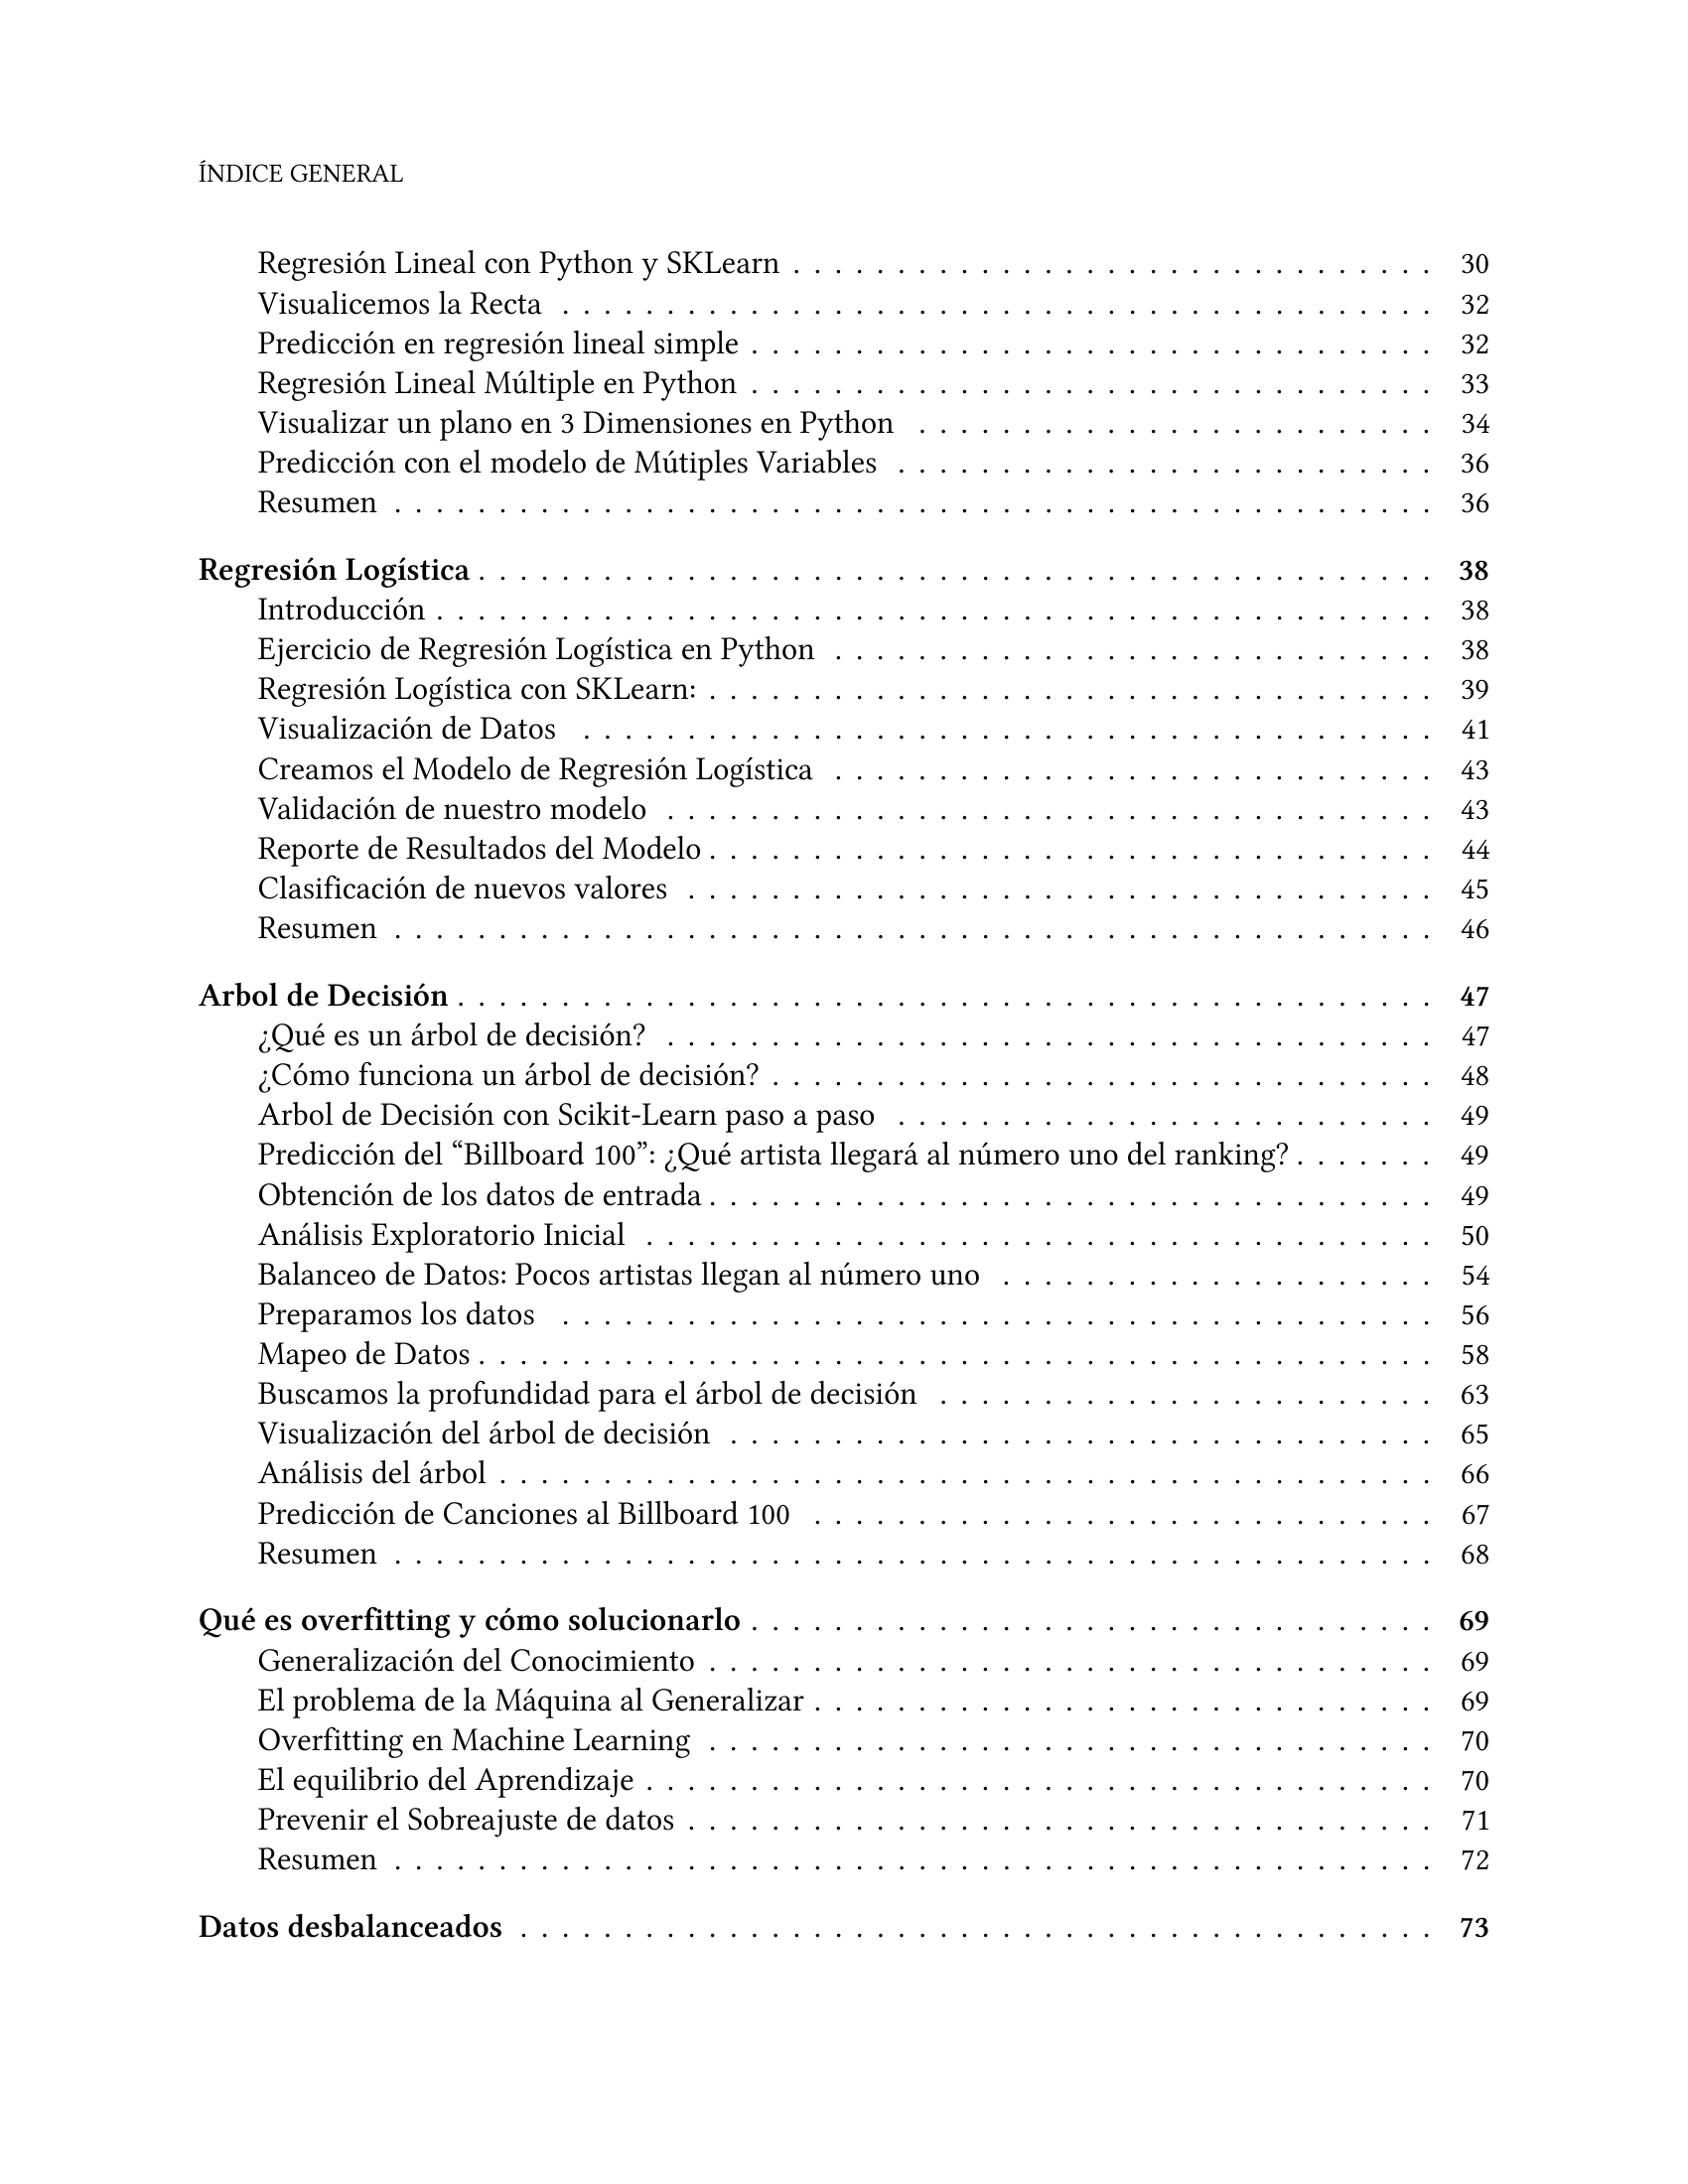 ÍNDICE GENERAL
Regresión Lineal con Python y SKLearn . . . . . . . . . . . . . . . . . . . . . . . . . . . . . . . 30
Visualicemos la Recta . . . . . . . . . . . . . . . . . . . . . . . . . . . . . . . . . . . . . . . . . . 32
Predicción en regresión lineal simple . . . . . . . . . . . . . . . . . . . . . . . . . . . . . . . . . 32
Regresión Lineal Múltiple en Python . . . . . . . . . . . . . . . . . . . . . . . . . . . . . . . . . 33
Visualizar un plano en 3 Dimensiones en Python . . . . . . . . . . . . . . . . . . . . . . . . . 34
Predicción con el modelo de Mútiples Variables . . . . . . . . . . . . . . . . . . . . . . . . . . 36
Resumen . . . . . . . . . . . . . . . . . . . . . . . . . . . . . . . . . . . . . . . . . . . . . . . . . . 36
Regresión Logística . . . . . . . . . . . . . . . . . . . . . . . . . . . . . . . . . . . . . . . . . . . . . . 38
Introducción . . . . . . . . . . . . . . . . . . . . . . . . . . . . . . . . . . . . . . . . . . . . . . . . 38
Ejercicio de Regresión Logística en Python . . . . . . . . . . . . . . . . . . . . . . . . . . . . . 38
Regresión Logística con SKLearn: . . . . . . . . . . . . . . . . . . . . . . . . . . . . . . . . . . . 39
Visualización de Datos . . . . . . . . . . . . . . . . . . . . . . . . . . . . . . . . . . . . . . . . . 41
Creamos el Modelo de Regresión Logística . . . . . . . . . . . . . . . . . . . . . . . . . . . . . 43
Validación de nuestro modelo . . . . . . . . . . . . . . . . . . . . . . . . . . . . . . . . . . . . . 43
Reporte de Resultados del Modelo . . . . . . . . . . . . . . . . . . . . . . . . . . . . . . . . . . . 44
Clasificación de nuevos valores . . . . . . . . . . . . . . . . . . . . . . . . . . . . . . . . . . . . 45
Resumen . . . . . . . . . . . . . . . . . . . . . . . . . . . . . . . . . . . . . . . . . . . . . . . . . . 46
Arbol de Decisión . . . . . . . . . . . . . . . . . . . . . . . . . . . . . . . . . . . . . . . . . . . . . . . 47
¿Qué es un árbol de decisión? . . . . . . . . . . . . . . . . . . . . . . . . . . . . . . . . . . . . . 47
¿Cómo funciona un árbol de decisión? . . . . . . . . . . . . . . . . . . . . . . . . . . . . . . . . 48
Arbol de Decisión con Scikit-Learn paso a paso . . . . . . . . . . . . . . . . . . . . . . . . . . 49
Predicción del “Billboard 100”: ¿Qué artista llegará al número uno del ranking? . . . . . . . 49
Obtención de los datos de entrada . . . . . . . . . . . . . . . . . . . . . . . . . . . . . . . . . . . 49
Análisis Exploratorio Inicial . . . . . . . . . . . . . . . . . . . . . . . . . . . . . . . . . . . . . . 50
Balanceo de Datos: Pocos artistas llegan al número uno . . . . . . . . . . . . . . . . . . . . . 54
Preparamos los datos . . . . . . . . . . . . . . . . . . . . . . . . . . . . . . . . . . . . . . . . . . 56
Mapeo de Datos . . . . . . . . . . . . . . . . . . . . . . . . . . . . . . . . . . . . . . . . . . . . . . 58
Buscamos la profundidad para el árbol de decisión . . . . . . . . . . . . . . . . . . . . . . . . 63
Visualización del árbol de decisión . . . . . . . . . . . . . . . . . . . . . . . . . . . . . . . . . . 65
Análisis del árbol . . . . . . . . . . . . . . . . . . . . . . . . . . . . . . . . . . . . . . . . . . . . . 66
Predicción de Canciones al Billboard 100 . . . . . . . . . . . . . . . . . . . . . . . . . . . . . . 67
Resumen . . . . . . . . . . . . . . . . . . . . . . . . . . . . . . . . . . . . . . . . . . . . . . . . . . 68
Qué es overfitting y cómo solucionarlo . . . . . . . . . . . . . . . . . . . . . . . . . . . . . . . . . 69
Generalización del Conocimiento . . . . . . . . . . . . . . . . . . . . . . . . . . . . . . . . . . . 69
El problema de la Máquina al Generalizar . . . . . . . . . . . . . . . . . . . . . . . . . . . . . . 69
Overfitting en Machine Learning . . . . . . . . . . . . . . . . . . . . . . . . . . . . . . . . . . . 70
El equilibrio del Aprendizaje . . . . . . . . . . . . . . . . . . . . . . . . . . . . . . . . . . . . . . 70
Prevenir el Sobreajuste de datos . . . . . . . . . . . . . . . . . . . . . . . . . . . . . . . . . . . . 71
Resumen . . . . . . . . . . . . . . . . . . . . . . . . . . . . . . . . . . . . . . . . . . . . . . . . . . 72
Datos desbalanceados . . . . . . . . . . . . . . . . . . . . . . . . . . . . . . . . . . . . . . . . . . . . 73